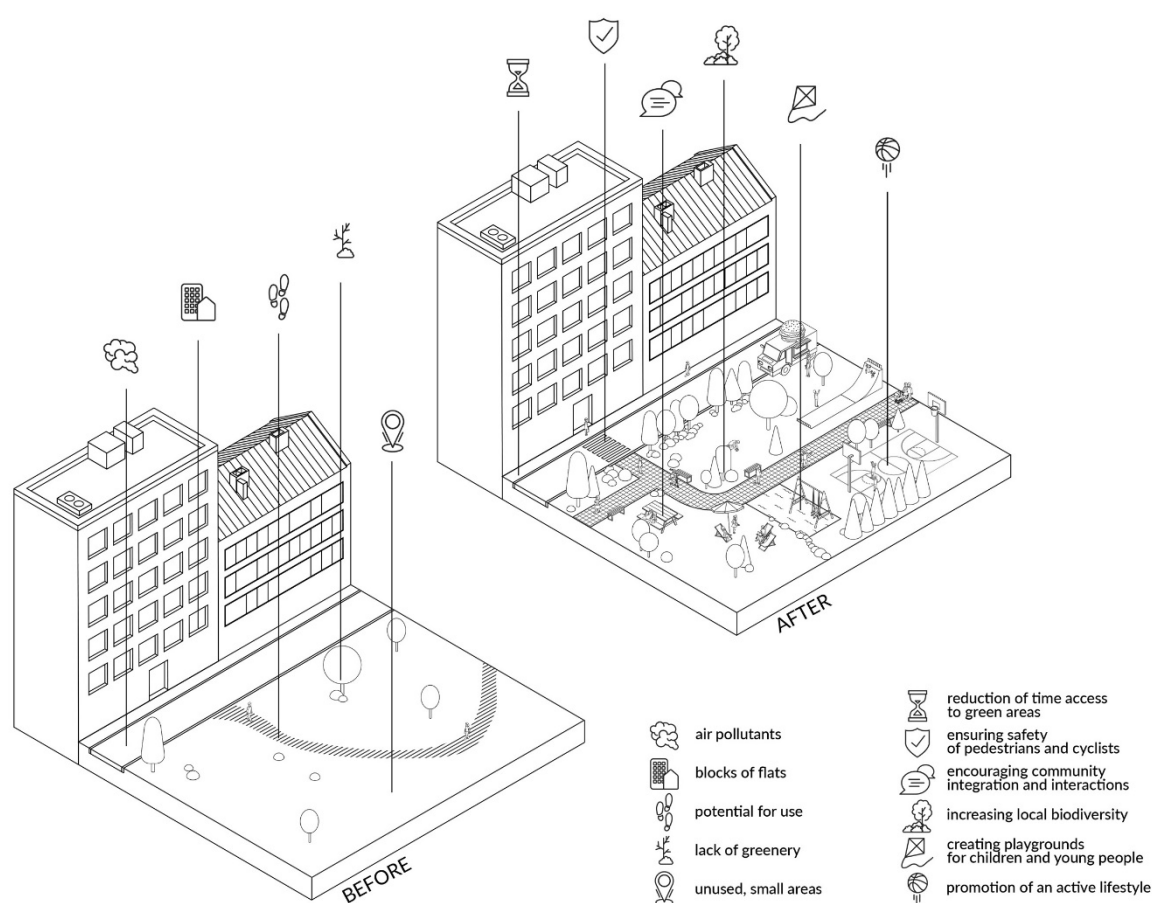 AFTER
BEFORE
air pollutants
blocks of flats
potential for use
lack of greenery
unused, small areas
reduction of time access
to green areas
ensuring safety
of pedestrians and cyclists
encouraging community
integration and interactions
increasing local biodiversity
creating playgrounds
for children and young people
promotion of an active lifestyle